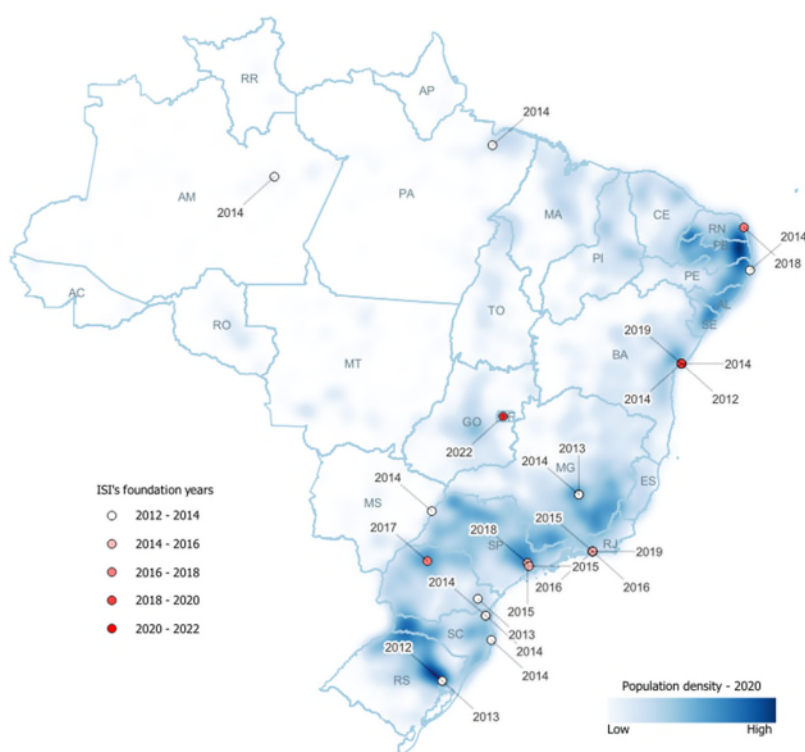 RR
AP
2014
AM
2014
PA
MA
CE
RN
PB
2014
2018
PI
PE
AL
SE
AC
RO
TO
2019
BA
2014
2014
2012
MT
GO
2022
2013
2014
MG
ES
2014
MS
2015
2018
2017
SP
RJ
2019
2015
2016
2016
2015
2014
2013
SC
2014
2014
2012
RS
2013
ISI's foundation years
2012 - 2014
2014 - 2016
2016 - 2018
2018 - 2020
2020 - 2022
Population density - 2020
Low High